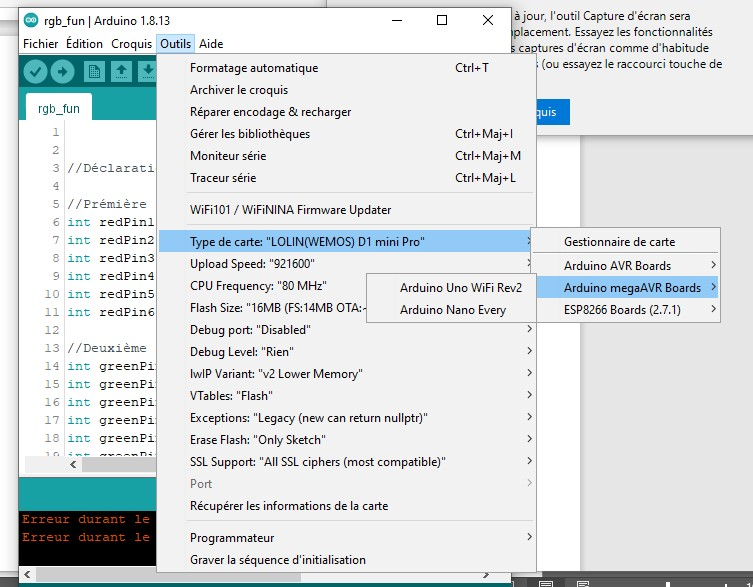 rgb_fun | Arduino 1.8.13
Fichier Édition Croquis Outils Aide
à jour, l'outil Capture d'écran sera
placement. Essayez les fonctionnalités
captures d'écran comme d'habitude
(ou essayez le raccourci touche de
quis
rgb_fun
Formatage automatique Ctrl+T
Archiver le croquis
Réparer encodage & recharger
Gérer les bibliothèques Ctrl+Maj+I
Moniteur série Ctrl+Maj+M
Traceur série Ctrl+Maj+L
WiFi101 / WiFiNINA Firmware Updater
Type de carte: "LOLIN(WEMOS) D1 mini Pro"
Upload Speed: "921600"
CPU Frequency: "80 MHz"
Flash Size: "16MB (FS:14MB OTA:~
Debug port: "Disabled"
Debug Level: "Rien"
lwIP Variant: "v2 Lower Memory"
VTables: "Flash"
Exceptions: "Legacy (new can return nullptr)"
Erase Flash: "Only Sketch"
SSL Support: "All SSL ciphers (most compatible)"
Port
Récupérer les informations de la carte
Programmateur
Graver la séquence d'initialisation
Gestionnaire de carte
Arduino AVR Boards
Arduino megaAVR Boards
ESP8266 Boards (2.7.1)
Arduino Uno WiFi Rev2
Arduino Nano Every
1
2
3 //Déclarati
4
5 //Prémière
6 int redPin1
7 int redPin2
8 int redPin3
9 int redPin4
10 int redPin5
11 int redPin6
12
13 //Deuxième
14 int greenPi
15 int greenPi
16 int greenPi
17 int greenPi
18 int greenPi
19 int greenPi
Erreur durant le
Erreur durant le